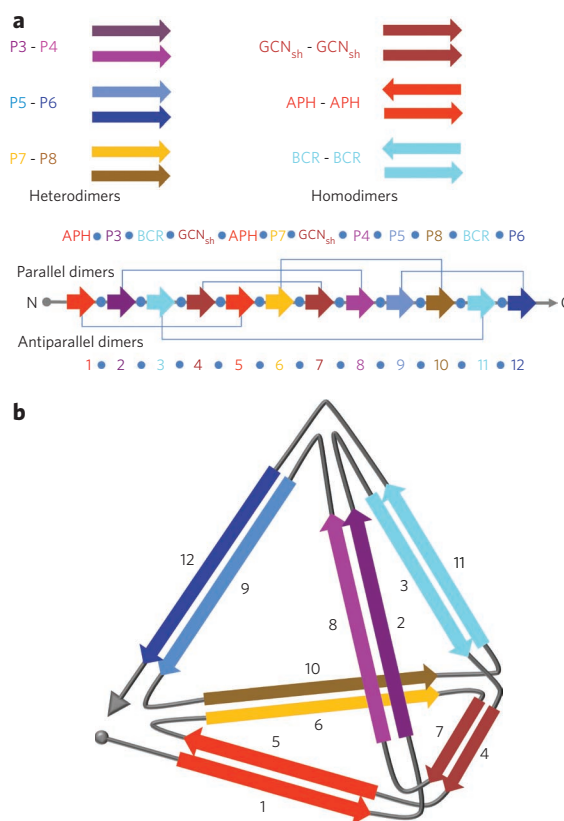 a
P3 - P4
GCNsh - GCNsh
P5 - P6
APH - APH
P7 - P8
BCR - BCR
Heterodimers
Homodimers
APH • P3 • BCR • GCNsh • APH • P7 • GCNsh • P4 • P5 • P8 • BCR • P6
Parallel dimers
N
C
Antiparallel dimers
1 • 2 • 3 • 4 • 5 • 6 • 7 • 8 • 9 • 10 • 11 • 12
b
12
9
11
3
8
2
10
6
5
7
4
1